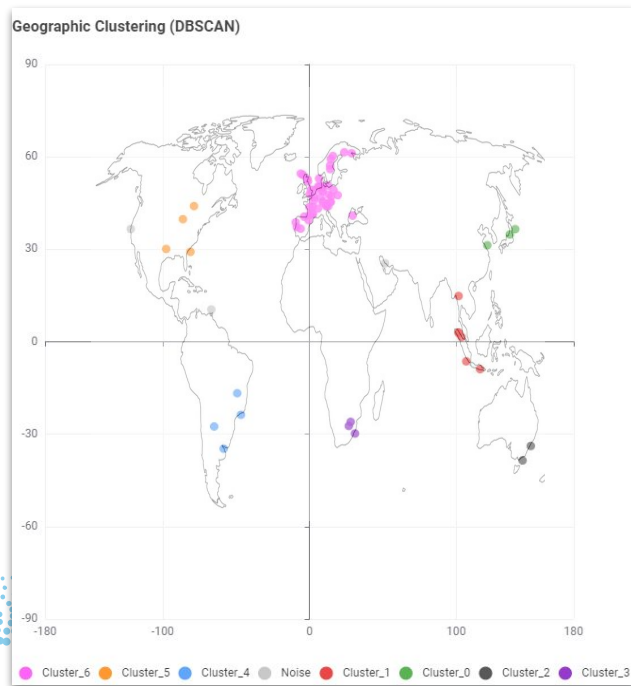 Geographic Clustering (DBSCAN)
90
60
30
0
-30
-60
-90
-180 -100 0 100 180
Cluster_6 Cluster_5 Cluster_4 Noise Cluster_1 Cluster_0 Cluster_2 Cluster_3